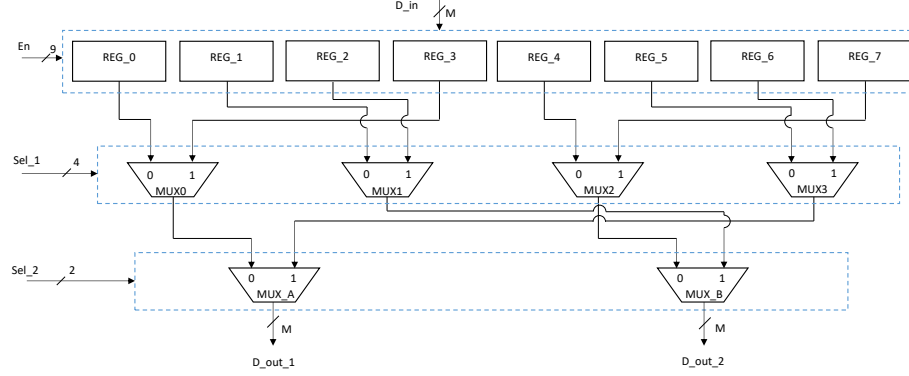 D_in
M
En
9
REG_0
REG_1
REG_2
REG_3
REG_4
REG_5
REG_6
REG_7
Sel_1
4
0 1
MUX0
0 1
MUX1
0 1
MUX2
0 1
MUX3
Sel_2
2
0 1
MUX_A
0 1
MUX_B
M
M
D_out_1
D_out_2